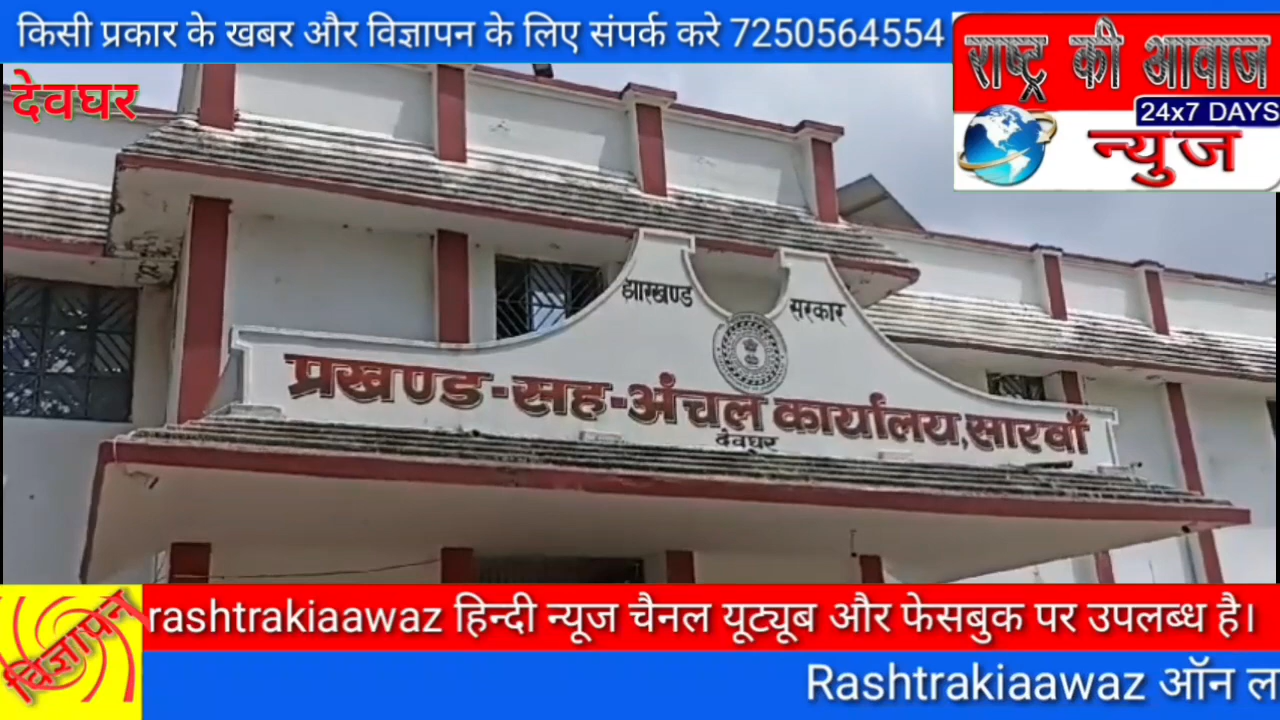 किसी प्रकार के खबर और विज्ञापन के लिए संपर्क करे 7250564554
राष्ट्र की आवाज
24x7 DAYS
न्युज
देवघर
झारखण्ड सरकार
प्रखण्ड-सह-अंचल कार्यालय, सारवाँ
देवघर
विज्ञापन
rashtrakiaawaz हिन्दी न्यूज चैनल यूट्यूब और फेसबुक पर उपलब्ध है।
Rashtrakiaawaz ऑन ल